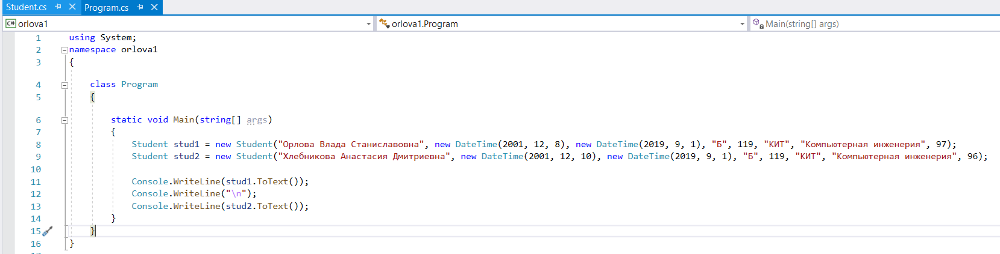 Student.cs Program.cs
C# orlova1 orlova1.Program Main(string[] args)
1 using System;
2 namespace orlova1
3 {
4 class Program
5 {
6 static void Main(string[] args)
7 {
8 Student stud1 = new Student("Орлова Влада Станиславовна", new DateTime(2001, 12, 8), new DateTime(2019, 9, 1), "Б", 119, "КИТ", "Компьютерная инженерия", 97);
9 Student stud2 = new Student("Хлебникова Анастасия Дмитриевна", new DateTime(2001, 12, 10), new DateTime(2019, 9, 1), "Б", 119, "КИТ", "Компьютерная инженерия", 96);
10
11 Console.WriteLine(stud1.ToText());
12 Console.WriteLine("\n");
13 Console.WriteLine(stud2.ToText());
14 }
15 }
16 }